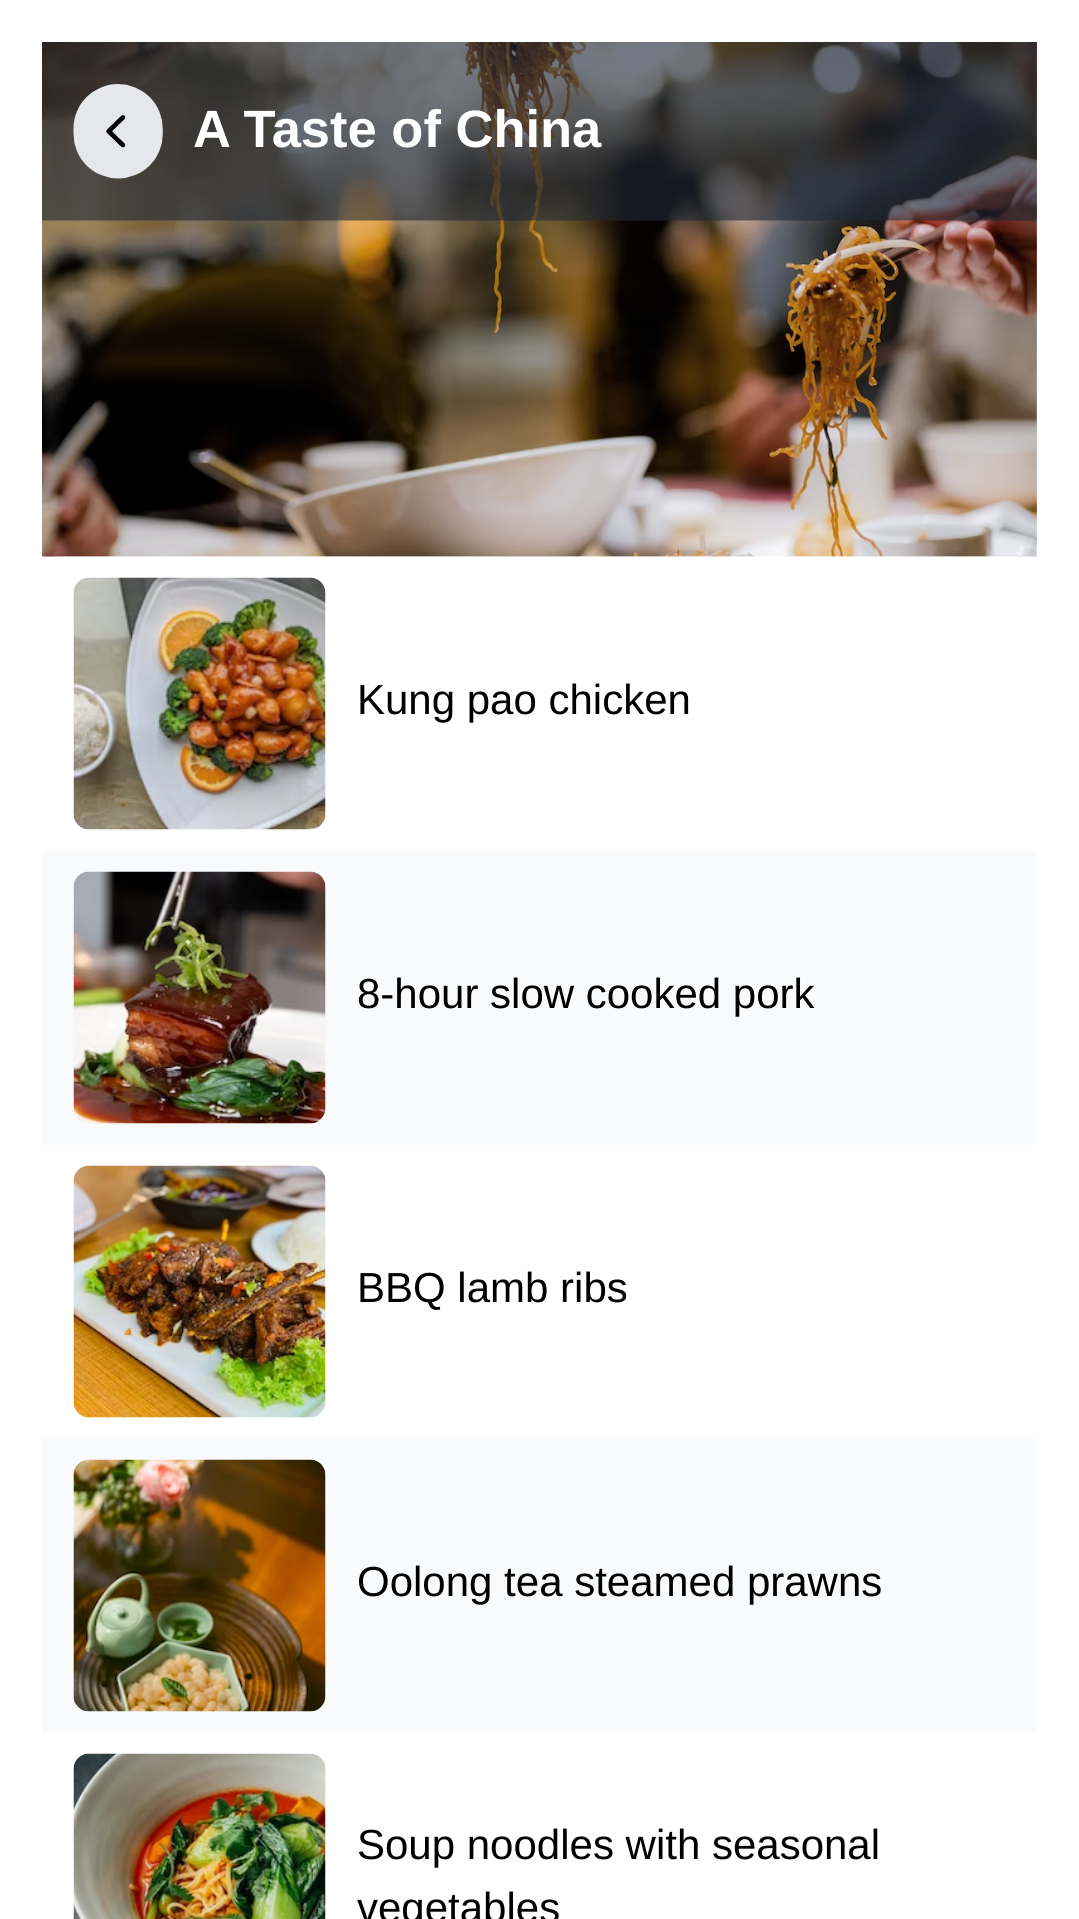 A Taste of China
Kung pao chicken
8-hour slow cooked pork
BBQ lamb ribs
Oolong tea steamed prawns
Soup noodles with seasonal
vegetables